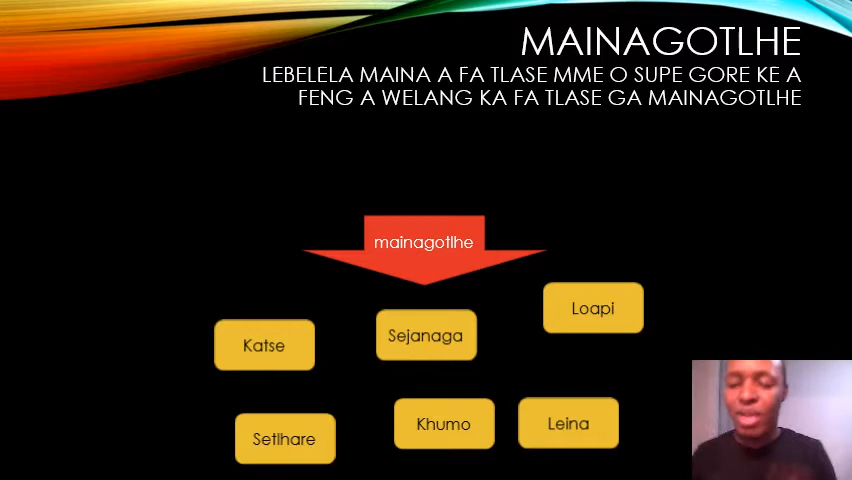 MAINAGOTLHE
LEBELELA MAINA A FA TLASE MME O SUPE GORE KE A
FENG A WELANG KA FA TLASE GA MAINAGOTLHE
mainagotlhe
Loapi
Sejanaga
Katse
Setlhare
Khumo
Leina